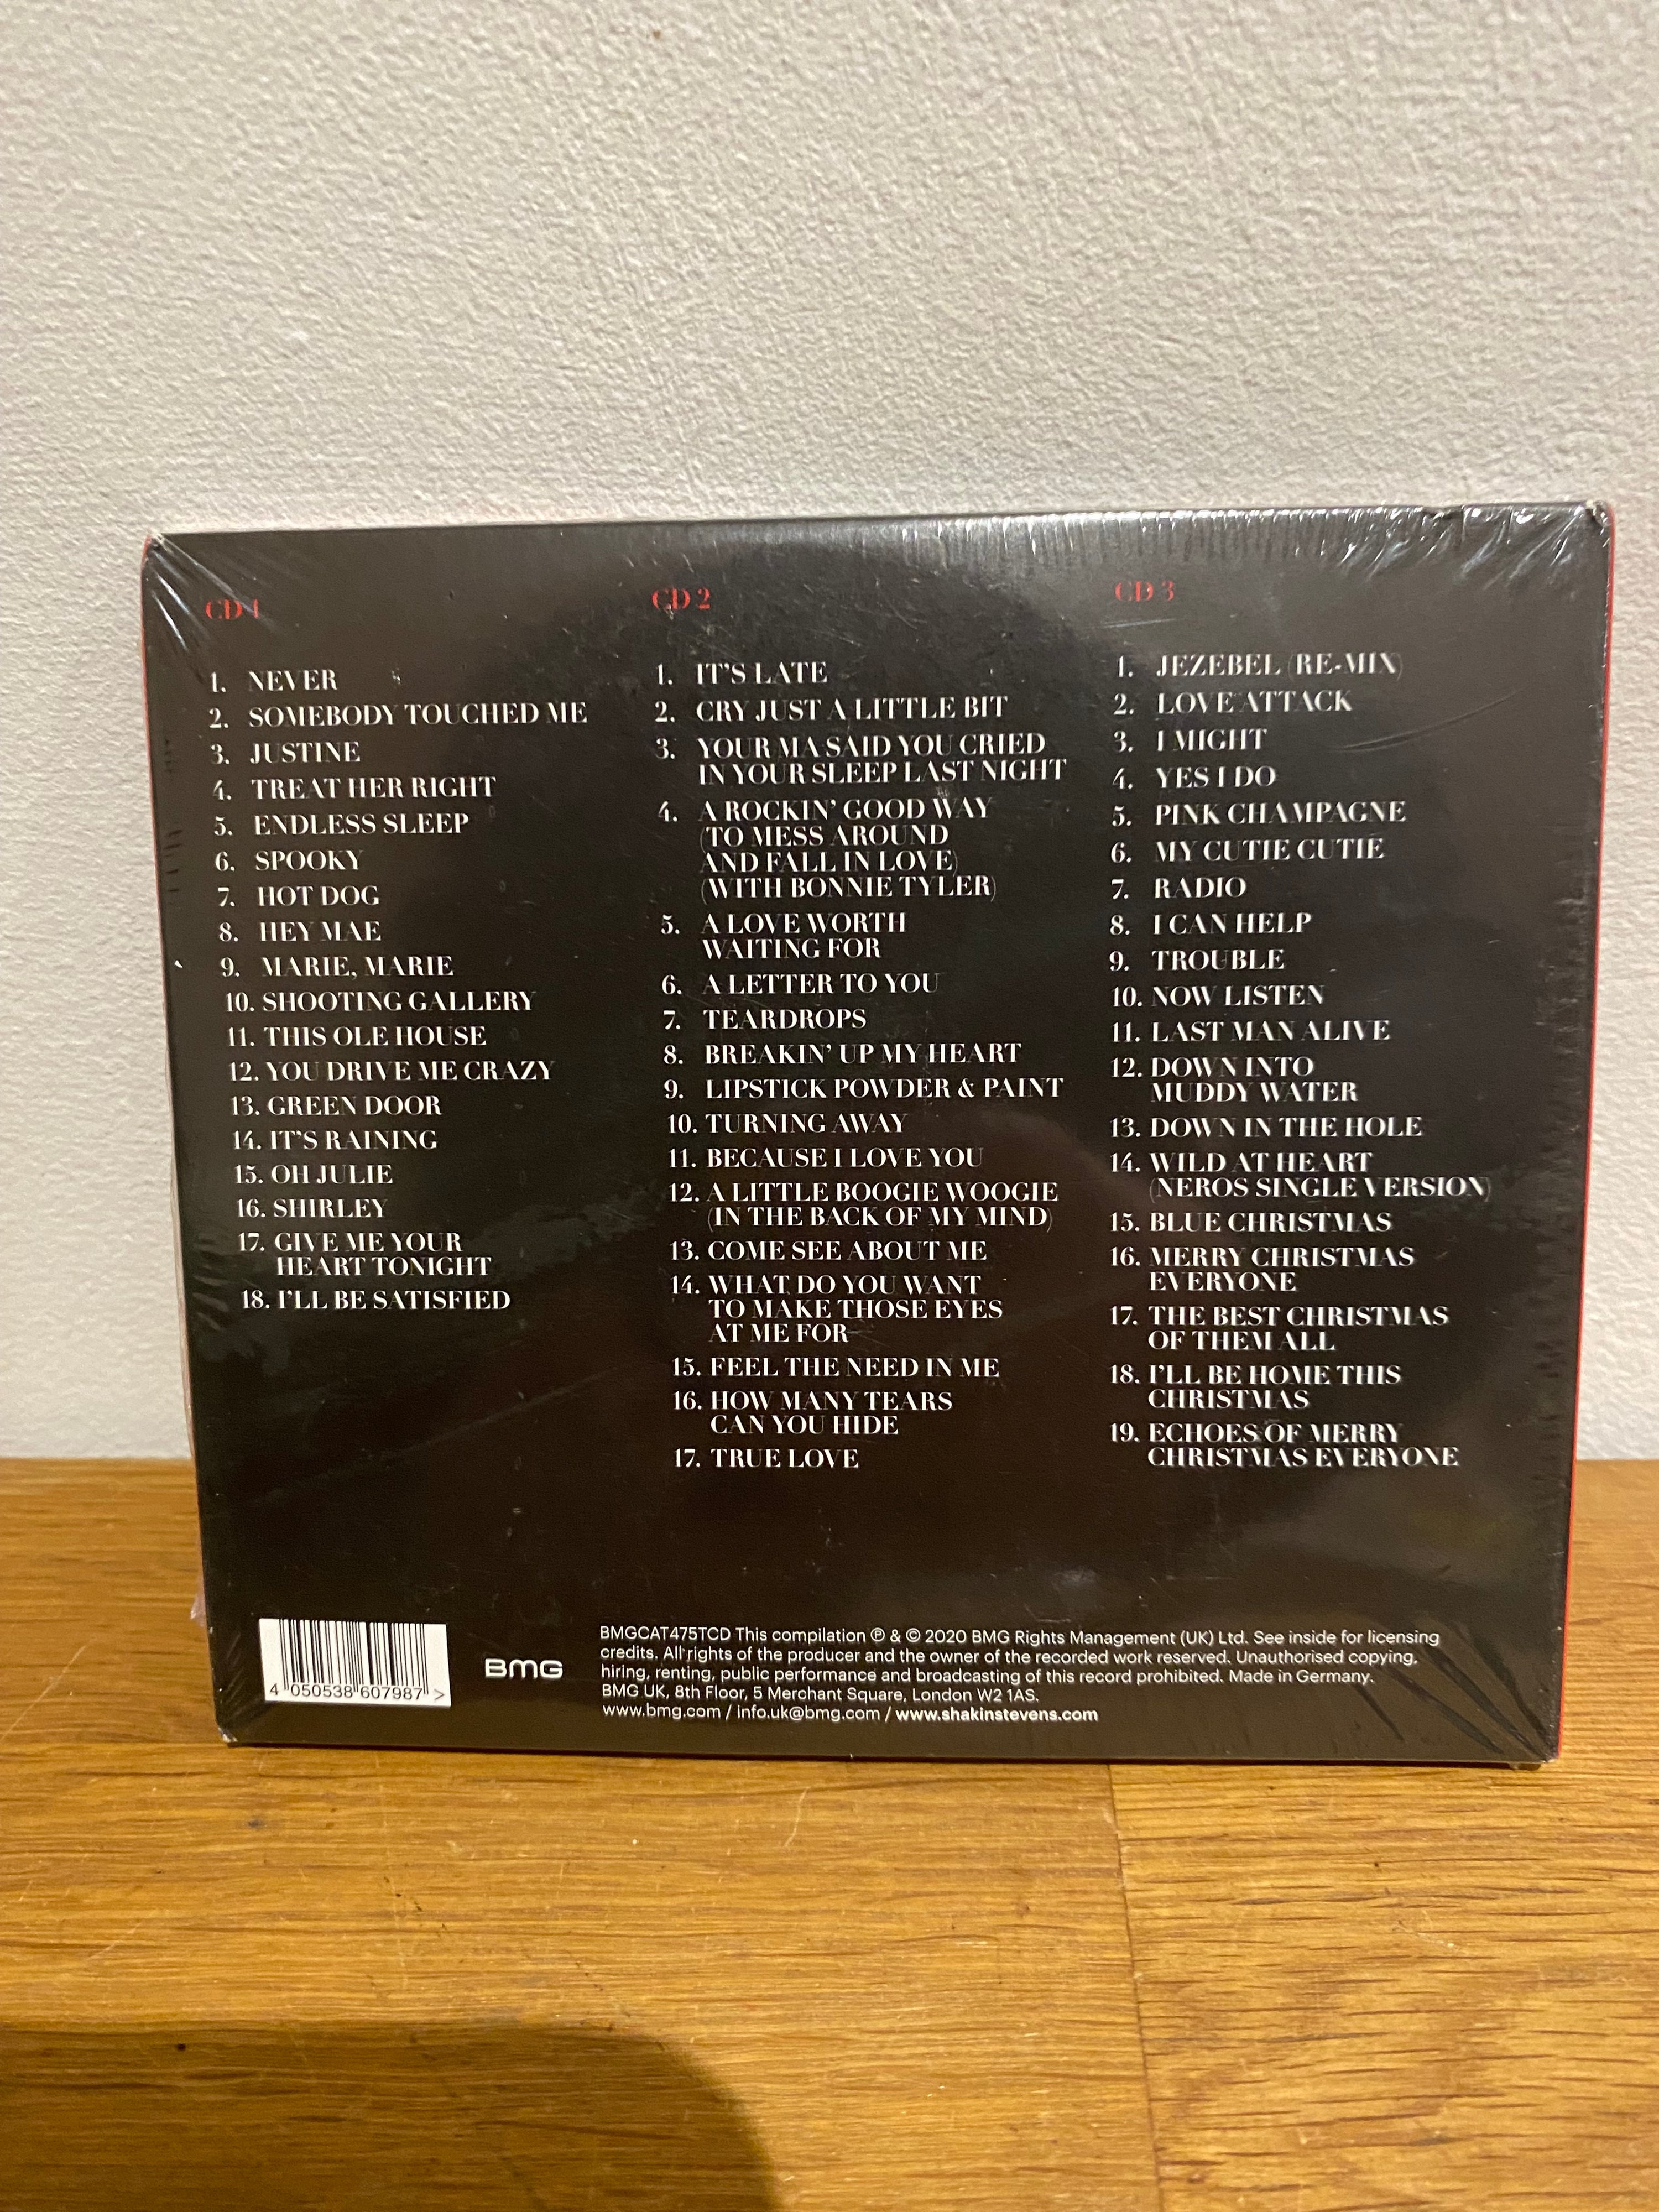 CD 1
1. NEVER
2. SOMEBODY TOUCHED ME
3. JUSTINE
4. TREAT HER RIGHT
5. ENDLESS SLEEP
6. SPOOKY
7. HOT DOG
8. HEY MAE
9. MARIE, MARIE
10. SHOOTING GALLERY
11. THIS OLE HOUSE
12. YOU DRIVE ME CRAZY
13. GREEN DOOR
14. IT'S RAINING
15. OH JULIE
16. SHIRLEY
17. GIVE ME YOUR
HEART TONIGHT
18. I'LL BE SATISFIED
CD 2
1. IT'S LATE
2. CRY JUST A LITTLE BIT
3. YOUR MA SAID YOU CRIED
IN YOUR SLEEP LAST NIGHT
4. A ROCKIN' GOOD WAY
(TO MESS AROUND
AND FALL IN LOVE)
(WITH BONNIE TYLER)
5. A LOVE WORTH
WAITING FOR
6. A LETTER TO YOU
7. TEARDROPS
8. BREAKIN' UP MY HEART
9. LIPSTICK POWDER & PAINT
10. TURNING AWAY
11. BECAUSE I LOVE YOU
12. A LITTLE BOOGIE WOOGIE
(IN THE BACK OF MY MIND)
13. COME SEE ABOUT ME
14. WHAT DO YOU WANT
TO MAKE THOSE EYES
AT ME FOR
15. FEEL THE NEED IN ME
16. HOW MANY TEARS
CAN YOU HIDE
17. TRUE LOVE
CD 3
1. JEZEBEL (RE-MIX)
2. LOVE ATTACK
3. I MIGHT
4. YES I DO
5. PINK CHAMPAGNE
6. MY CUTIE CUTIE
7. RADIO
8. I CAN HELP
9. TROUBLE
10. NOW LISTEN
11. LAST MAN ALIVE
12. DOWN INTO
MUDDY WATER
13. DOWN IN THE HOLE
14. WILD AT HEART
(NEROS SINGLE VERSION)
15. BLUE CHRISTMAS
16. MERRY CHRISTMAS
EVERYONE
17. THE BEST CHRISTMAS
OF THEM ALL
18. I'LL BE HOME THIS
CHRISTMAS
19. ECHOES OF MERRY
CHRISTMAS EVERYONE
4 050538 607987 >
BMG
BMGCAT475TCD This compilation ℗ & © 2020 BMG Rights Management (UK) Ltd. See inside for licensing
credits. All rights of the producer and the owner of the recorded work reserved. Unauthorised copying,
hiring, renting, public performance and broadcasting of this record prohibited. Made in Germany.
BMG UK, 8th Floor, 5 Merchant Square, London W2 1AS.
www.bmg.com / info.uk@bmg.com / www.shakinstevens.com